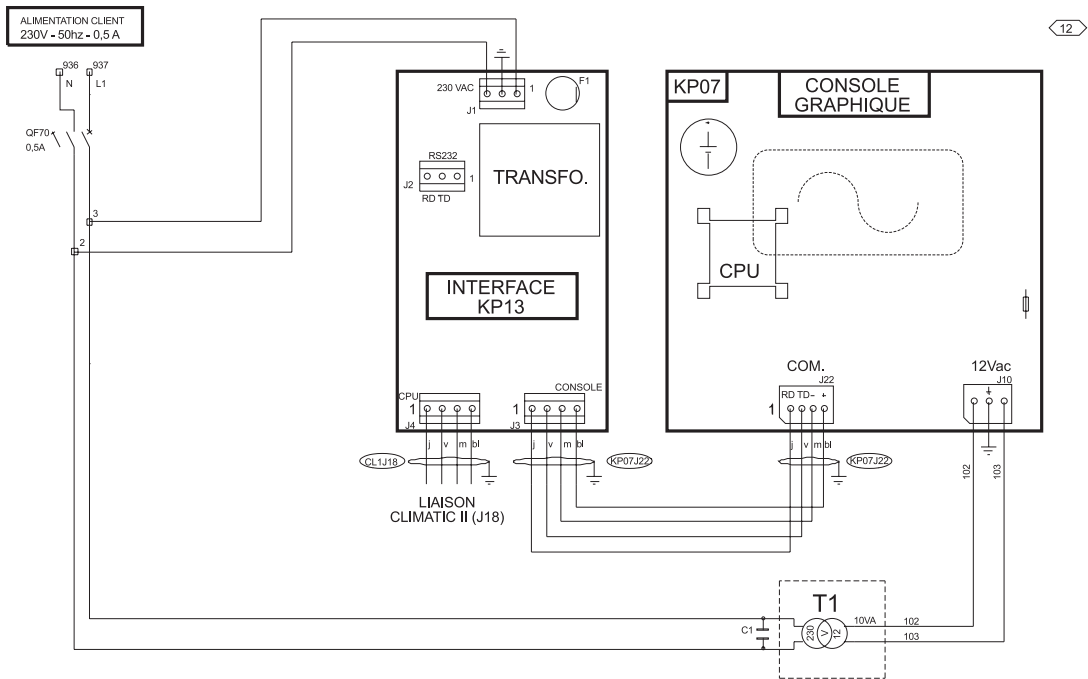 ALIMENTATION CLIENT
230V - 50hz - 0,5 A
12
936
937
N
L1
QF70
0,5A
3
2
230 VAC
1
J1
F1
RS232
J2
1
RD TD
TRANSFO.
INTERFACE
KP13
CPU
1
J4
CONSOLE
1
J3
j
v
m
bl
j
v
m
bl
CL1J18
KP07J22
LIAISON
CLIMATIC II (J18)
KP07
CONSOLE
GRAPHIQUE
CPU
COM.
J22
RD TD - +
1
12Vac
J10
j
v
m
bl
KP07J22
102
103
T1
C1
230
V
12
10VA
102
103